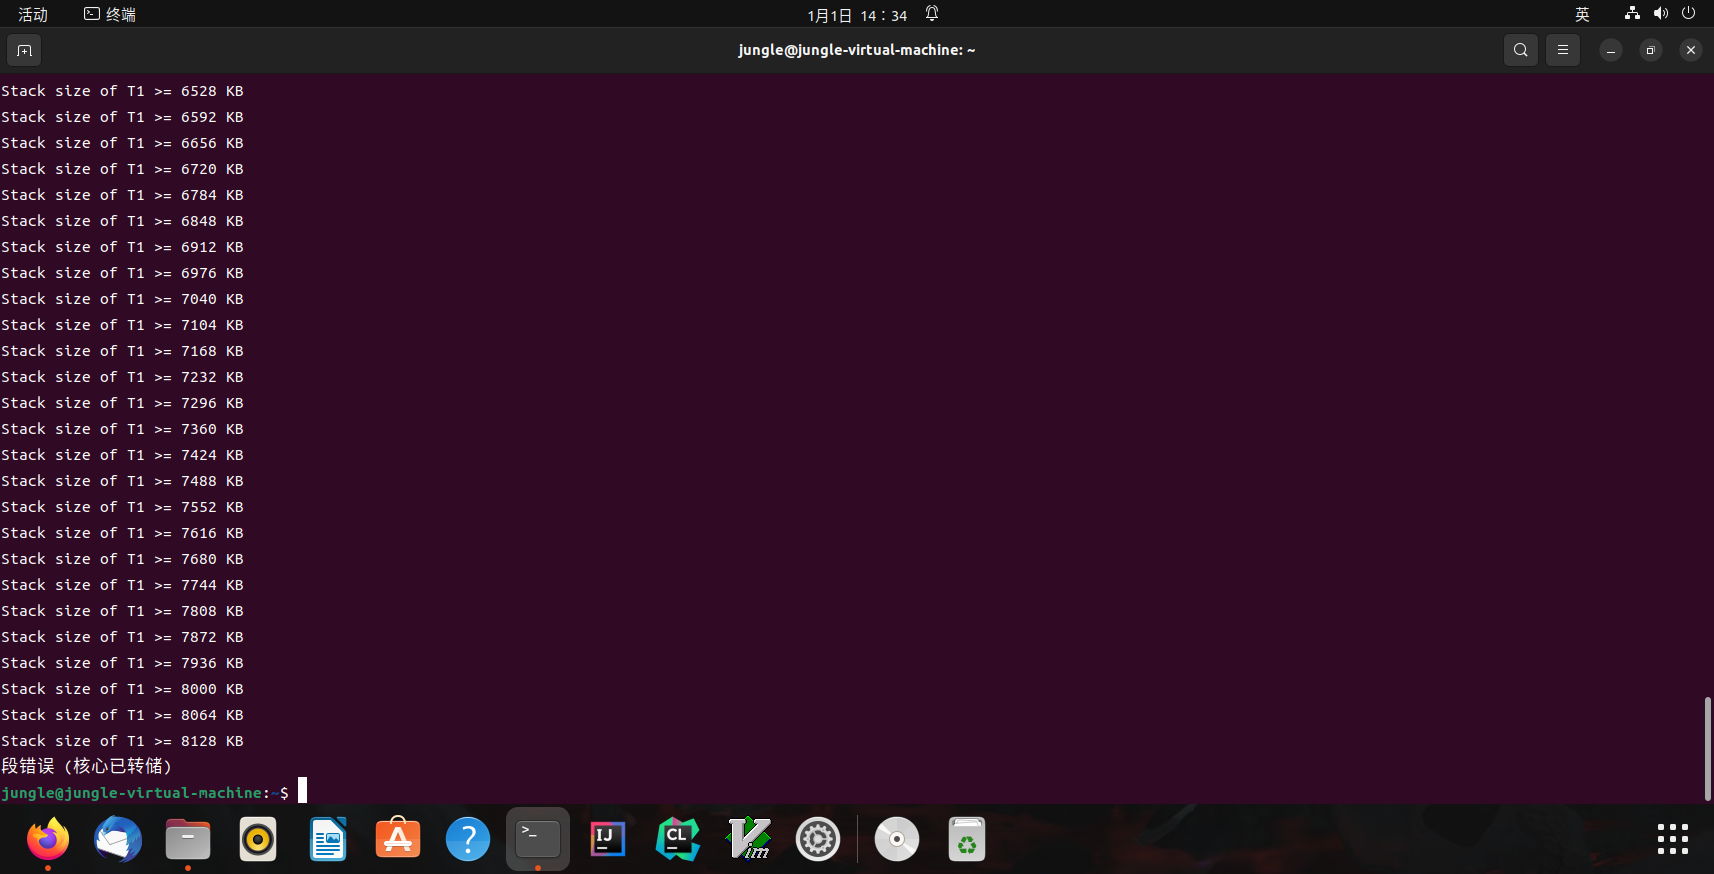 活动 终端 1月1日 14：34 英
jungle@jungle-virtual-machine: ~
Stack size of T1 >= 6528 KB
Stack size of T1 >= 6592 KB
Stack size of T1 >= 6656 KB
Stack size of T1 >= 6720 KB
Stack size of T1 >= 6784 KB
Stack size of T1 >= 6848 KB
Stack size of T1 >= 6912 KB
Stack size of T1 >= 6976 KB
Stack size of T1 >= 7040 KB
Stack size of T1 >= 7104 KB
Stack size of T1 >= 7168 KB
Stack size of T1 >= 7232 KB
Stack size of T1 >= 7296 KB
Stack size of T1 >= 7360 KB
Stack size of T1 >= 7424 KB
Stack size of T1 >= 7488 KB
Stack size of T1 >= 7552 KB
Stack size of T1 >= 7616 KB
Stack size of T1 >= 7680 KB
Stack size of T1 >= 7744 KB
Stack size of T1 >= 7808 KB
Stack size of T1 >= 7872 KB
Stack size of T1 >= 7936 KB
Stack size of T1 >= 8000 KB
Stack size of T1 >= 8064 KB
Stack size of T1 >= 8128 KB
段错误 (核心已转储)
jungle@jungle-virtual-machine:~$
>_ IJ CL Vim